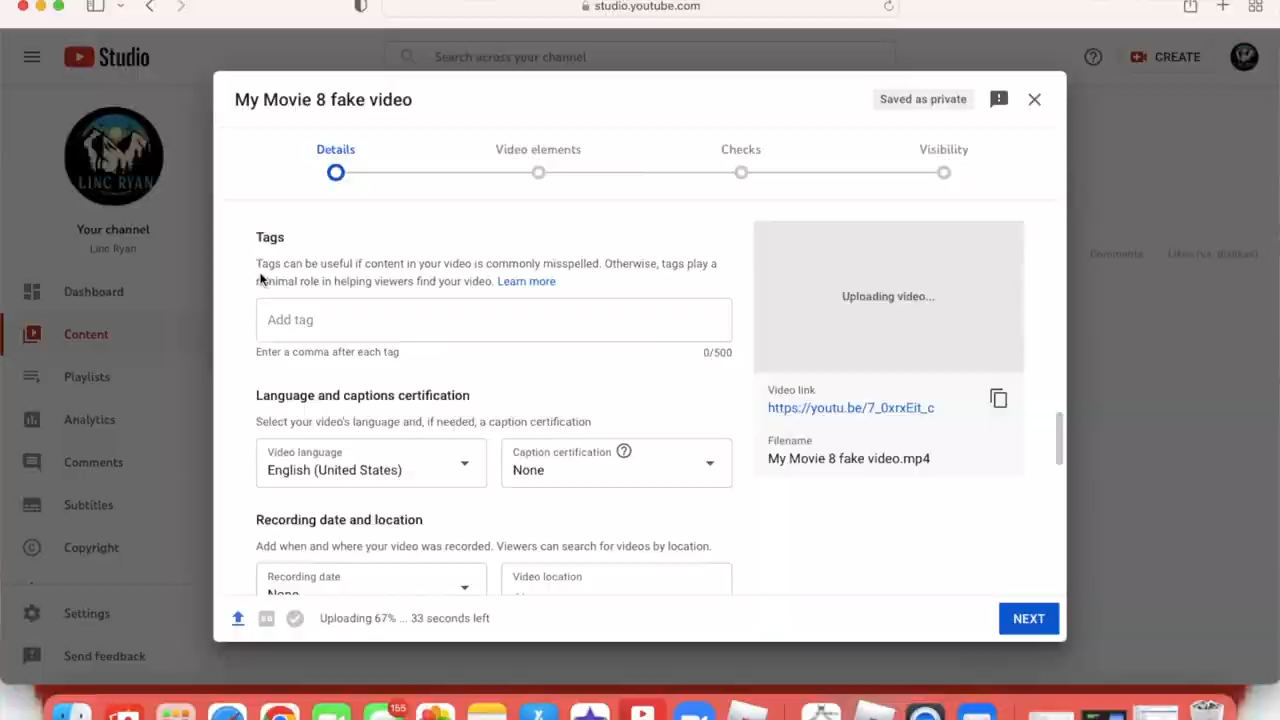 studio.youtube.com
Studio
Search across your channel
CREATE
LINC RYAN
Your channel
Linc Ryan
Dashboard
Content
Playlists
Analytics
Comments
Subtitles
Copyright
Settings
Send feedback
My Movie 8 fake video
Saved as private
Details
Video elements
Checks
Visibility
Tags
Tags can be useful if content in your video is commonly misspelled. Otherwise, tags play a
minimal role in helping viewers find your video. Learn more
Add tag
Enter a comma after each tag
0/500
Language and captions certification
Select your video's language and, if needed, a caption certification
Video language
English (United States)
Caption certification
None
Recording date and location
Add when and where your video was recorded. Viewers can search for videos by location.
Recording date
None
Video location
Uploading video...
Video link
https://youtu.be/7_0xrxEit_c
Filename
My Movie 8 fake video.mp4
Comments
Uploading 67% ... 33 seconds left
NEXT
155